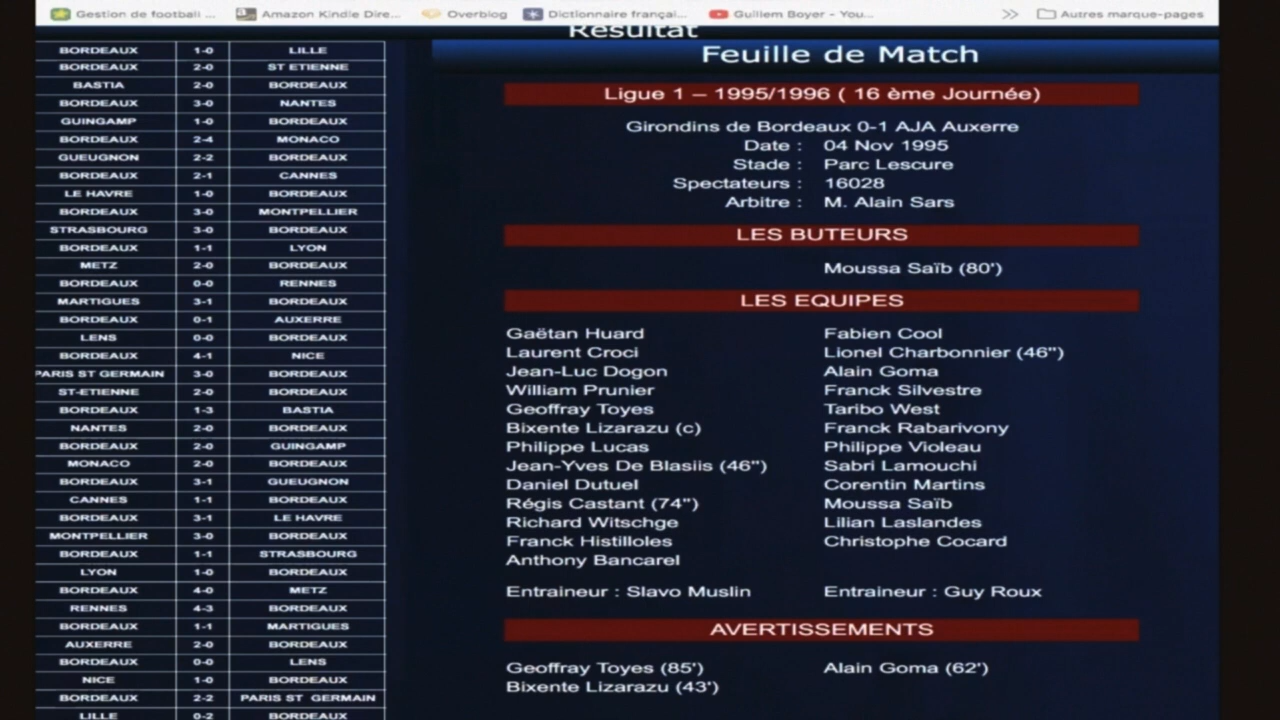 Gestion de football ... Amazon Kindle Dire... Overblog Dictionnaire françai... Guillem Boyer - You... >> Autres marque-pages
Résultat
BORDEAUX 1-0 LILLE
BORDEAUX 2-0 ST ETIENNE
BASTIA 2-0 BORDEAUX
BORDEAUX 3-0 NANTES
GUINGAMP 1-0 BORDEAUX
BORDEAUX 2-4 MONACO
GUEUGNON 2-2 BORDEAUX
BORDEAUX 2-1 CANNES
LE HAVRE 1-0 BORDEAUX
BORDEAUX 3-0 MONTPELLIER
STRASBOURG 3-0 BORDEAUX
BORDEAUX 1-1 LYON
METZ 2-0 BORDEAUX
BORDEAUX 0-0 RENNES
MARTIGUES 3-1 BORDEAUX
BORDEAUX 0-1 AUXERRE
LENS 0-0 BORDEAUX
BORDEAUX 4-1 NICE
PARIS ST GERMAIN 3-0 BORDEAUX
ST-ETIENNE 2-0 BORDEAUX
BORDEAUX 1-3 BASTIA
NANTES 2-0 BORDEAUX
BORDEAUX 2-0 GUINGAMP
MONACO 2-0 BORDEAUX
BORDEAUX 3-1 GUEUGNON
CANNES 1-1 BORDEAUX
BORDEAUX 3-1 LE HAVRE
MONTPELLIER 3-0 BORDEAUX
BORDEAUX 1-1 STRASBOURG
LYON 1-0 BORDEAUX
BORDEAUX 4-0 METZ
RENNES 4-3 BORDEAUX
BORDEAUX 1-1 MARTIGUES
AUXERRE 2-0 BORDEAUX
BORDEAUX 0-0 LENS
NICE 1-0 BORDEAUX
BORDEAUX 2-2 PARIS ST GERMAIN
LILLE 0-2 BORDEAUX
Feuille de Match
Ligue 1 – 1995/1996 ( 16 ème Journée)
Girondins de Bordeaux 0-1 AJA Auxerre
Date : 04 Nov 1995
Stade : Parc Lescure
Spectateurs : 16028
Arbitre : M. Alain Sars
LES BUTEURS
Moussa Saïb (80')
LES EQUIPES
Gaëtan Huard Fabien Cool
Laurent Croci Lionel Charbonnier (46'')
Jean-Luc Dogon Alain Goma
William Prunier Franck Silvestre
Geoffray Toyes Taribo West
Bixente Lizarazu (c) Franck Rabarivony
Philippe Lucas Philippe Violeau
Jean-Yves De Blasiis (46'') Sabri Lamouchi
Daniel Dutuel Corentin Martins
Régis Castant (74'') Moussa Saïb
Richard Witschge Lilian Laslandes
Franck Histilloles Christophe Cocard
Anthony Bancarel
Entraineur : Slavo Muslin Entraineur : Guy Roux
AVERTISSEMENTS
Geoffray Toyes (85') Alain Goma (62')
Bixente Lizarazu (43')